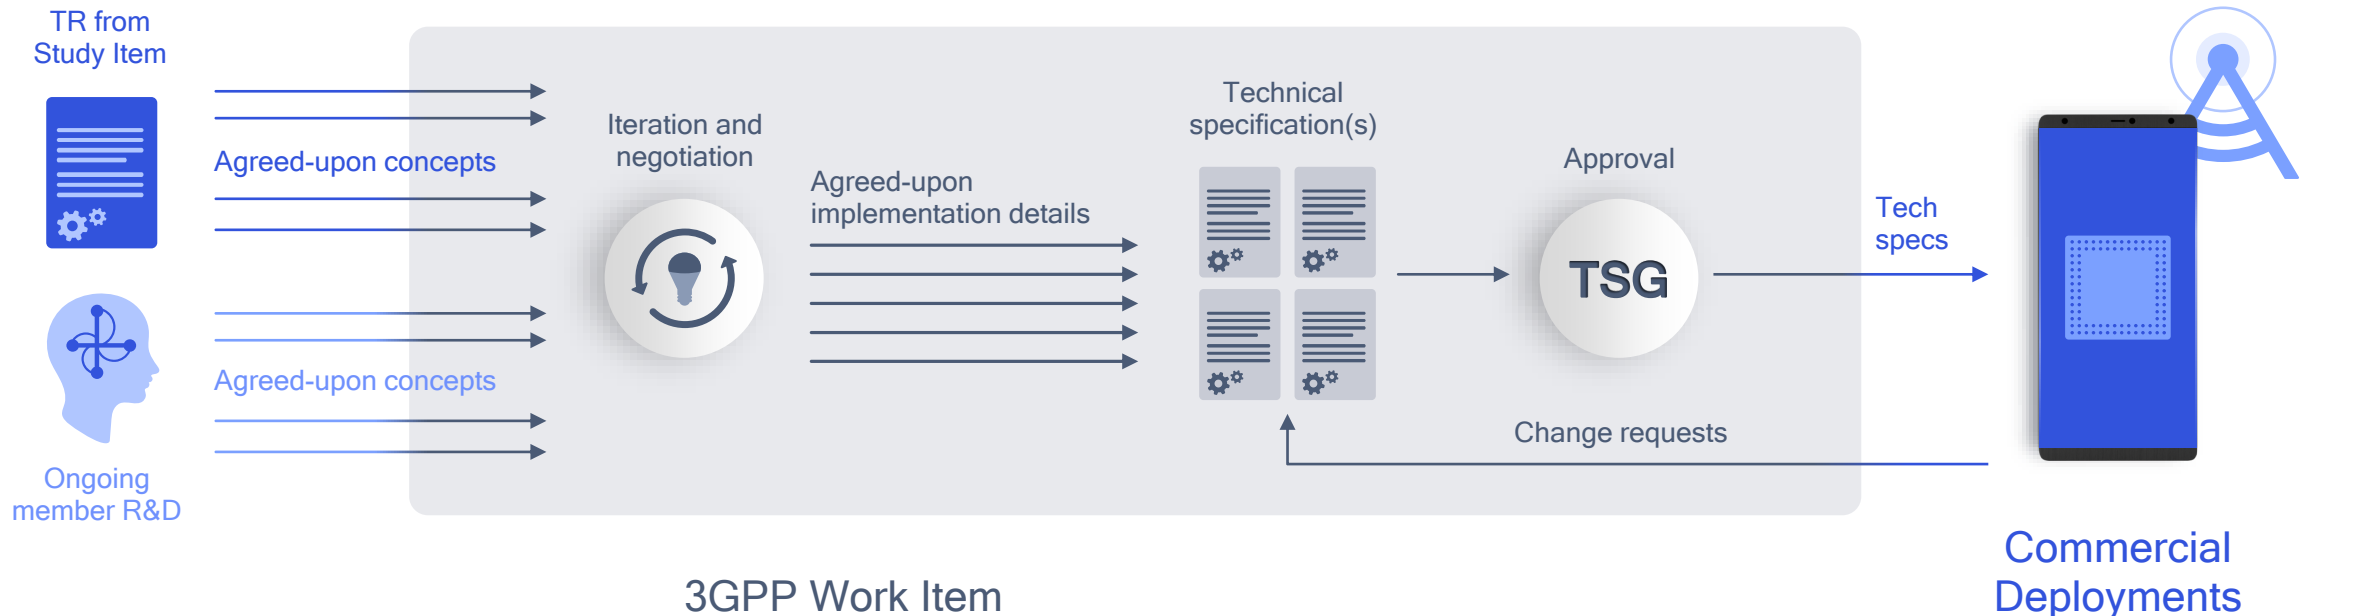 TR from
Study Item
Agreed-upon concepts
Agreed-upon concepts
Ongoing
member R&D
Iteration and
negotiation
Agreed-upon
implementation details
Technical
specification(s)
Approval
TSG
Change requests
Tech
specs
3GPP Work Item
Commercial
Deployments